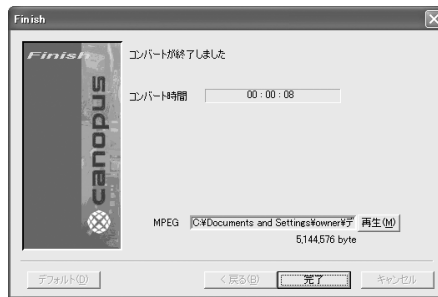 Finish
Finish
canopus
コンバートが終了しました
コンバート時間 00 : 00 : 08
MPEG C:¥Documents and Settings¥owner¥デ 再生(M)
5,144,576 byte
デフォルト(D) < 戻る(B) 完了 キャンセル